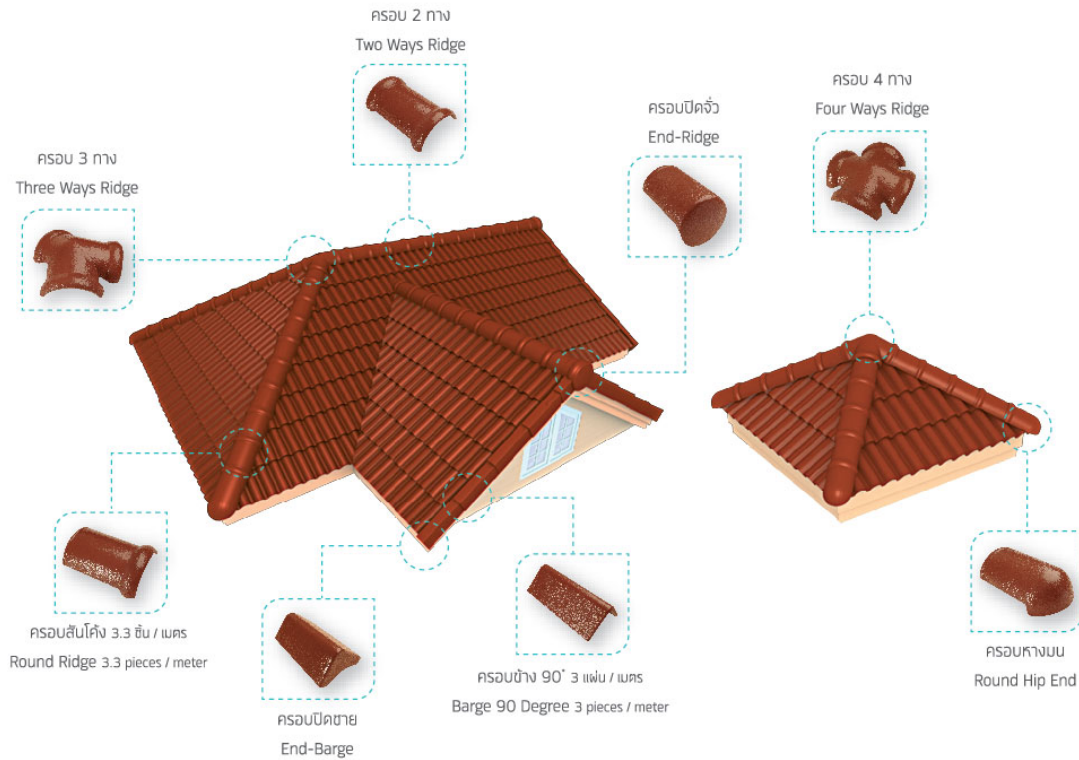 ครอบ 2 ทาง
Two Ways Ridge
ครอบ 4 ทาง
Four Ways Ridge
ครอบปิดจั่ว
End-Ridge
ครอบ 3 ทาง
Three Ways Ridge
ครอบสันโค้ง 3.3 ชิ้น / เมตร
Round Ridge 3.3 pieces / meter
ครอบปิดชาย
End-Barge
ครอบข้าง 90˚ 3 แผ่น / เมตร
Barge 90 Degree 3 pieces / meter
ครอบหางมน
Round Hip End